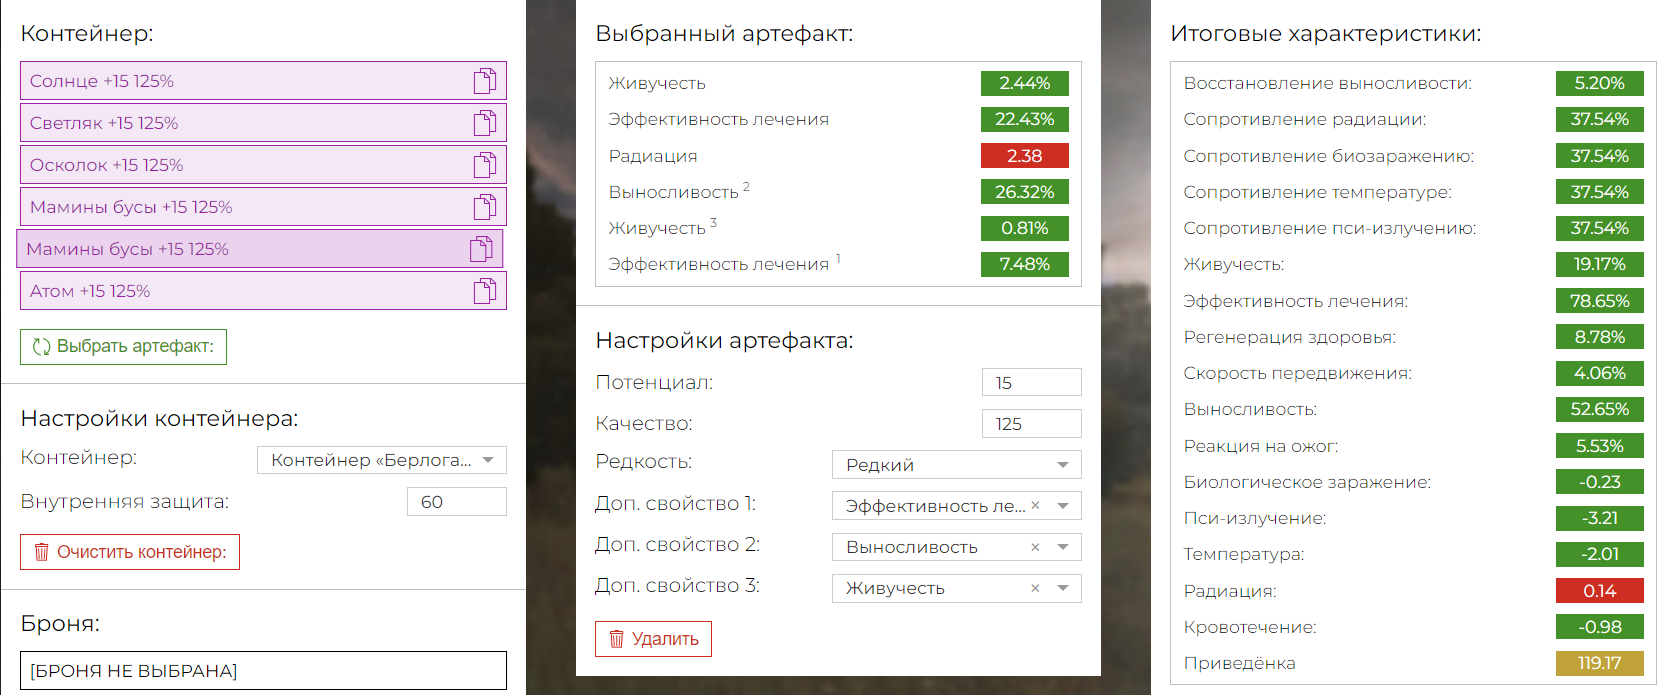 Контейнер:
Солнце +15 125%
Светляк +15 125%
Осколок +15 125%
Мамины бусы +15 125%
Мамины бусы +15 125%
Атом +15 125%
Выбрать артефакт:
Настройки контейнера:
Контейнер: Контейнер «Берлога...
Внутренняя защита: 60
Очистить контейнер:
Броня:
[БРОНЯ НЕ ВЫБРАНА]
Выбранный артефакт:
Живучесть 2.44%
Эффективность лечения 22.43%
Радиация 2.38
Выносливость 2 26.32%
Живучесть 3 0.81%
Эффективность лечения 1 7.48%
Настройки артефакта:
Потенциал: 15
Качество: 125
Редкость: Редкий
Доп. свойство 1: Эффективность ле... ×
Доп. свойство 2: Выносливость ×
Доп. свойство 3: Живучесть ×
Удалить
Итоговые характеристики:
Восстановление выносливости: 5.20%
Сопротивление радиации: 37.54%
Сопротивление биозаражению: 37.54%
Сопротивление температуре: 37.54%
Сопротивление пси-излучению: 37.54%
Живучесть: 19.17%
Эффективность лечения: 78.65%
Регенерация здоровья: 8.78%
Скорость передвижения: 4.06%
Выносливость: 52.65%
Реакция на ожог: 5.53%
Биологическое заражение: -0.23
Пси-излучение: -3.21
Температура: -2.01
Радиация: 0.14
Кровотечение: -0.98
Приведёнка 119.17